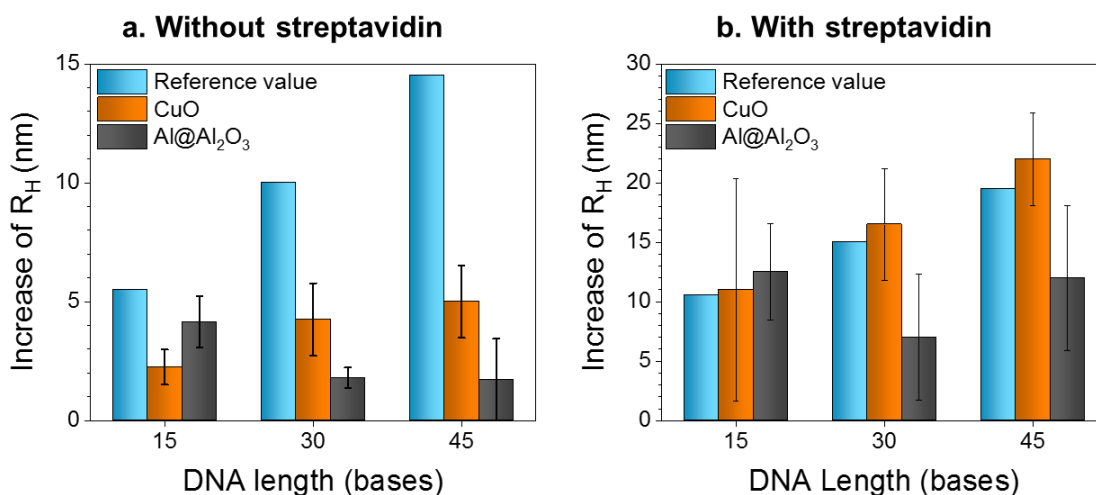 a. Without streptavidin
Reference value
CuO
Al@Al₂O₃
Increase of R_H (nm)
15
10
5
0
15
30
45
DNA length (bases)
b. With streptavidin
Reference value
CuO
Al@Al₂O₃
Increase of R_H (nm)
30
25
20
15
10
5
0
15
30
45
DNA Length (bases)